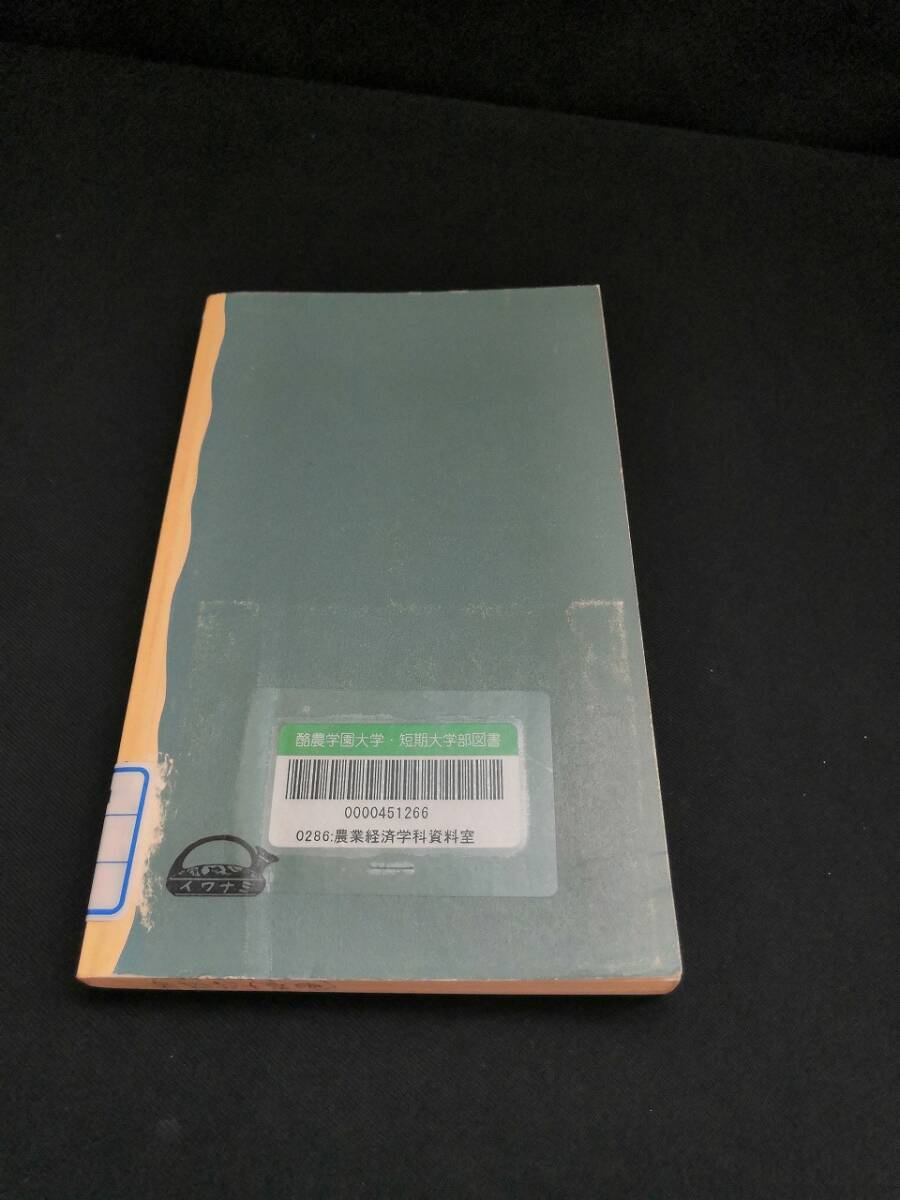 酪農学園大学・短期大学部図書
0000451266
0286:農業経済学科資料室
イワナミ